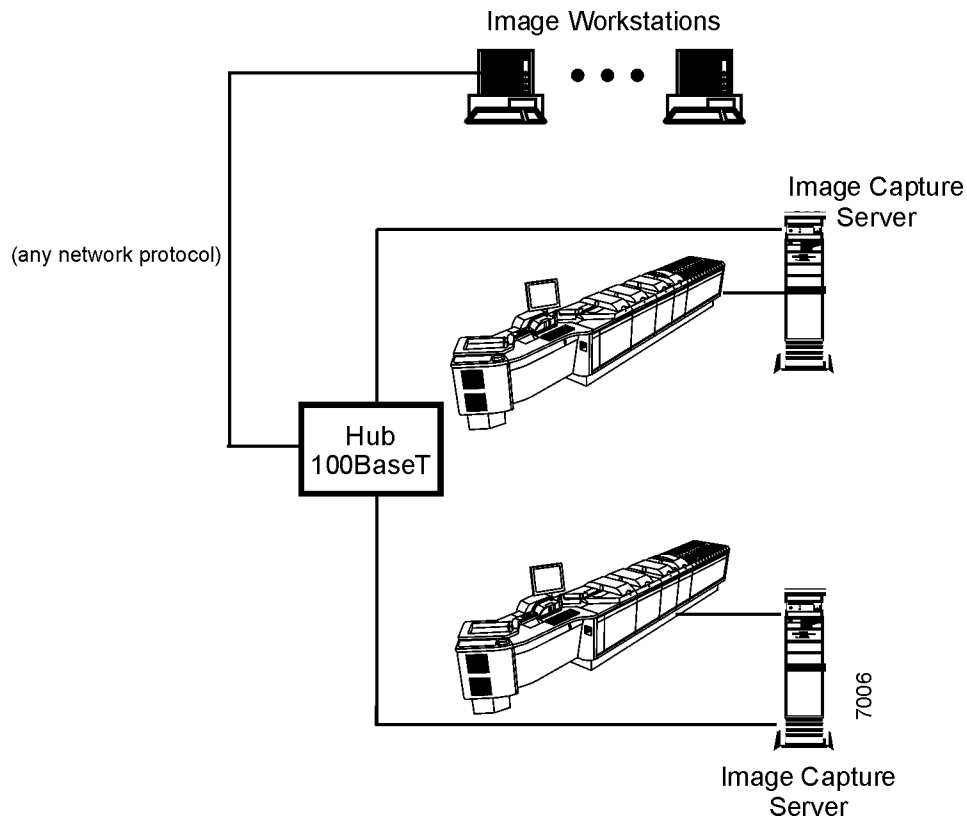 Image Workstations
Image Capture
Server
(any network protocol)
Hub
100BaseT
7006
Image Capture
Server